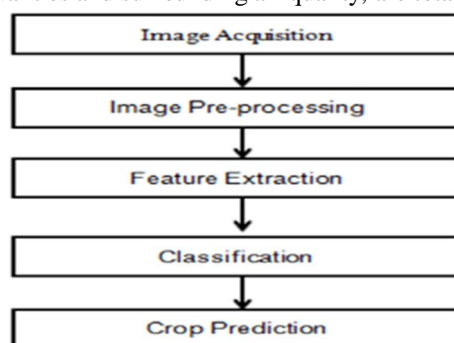 Image Acquisition
Image Pre-processing
Feature Extraction
Classification
Crop Prediction